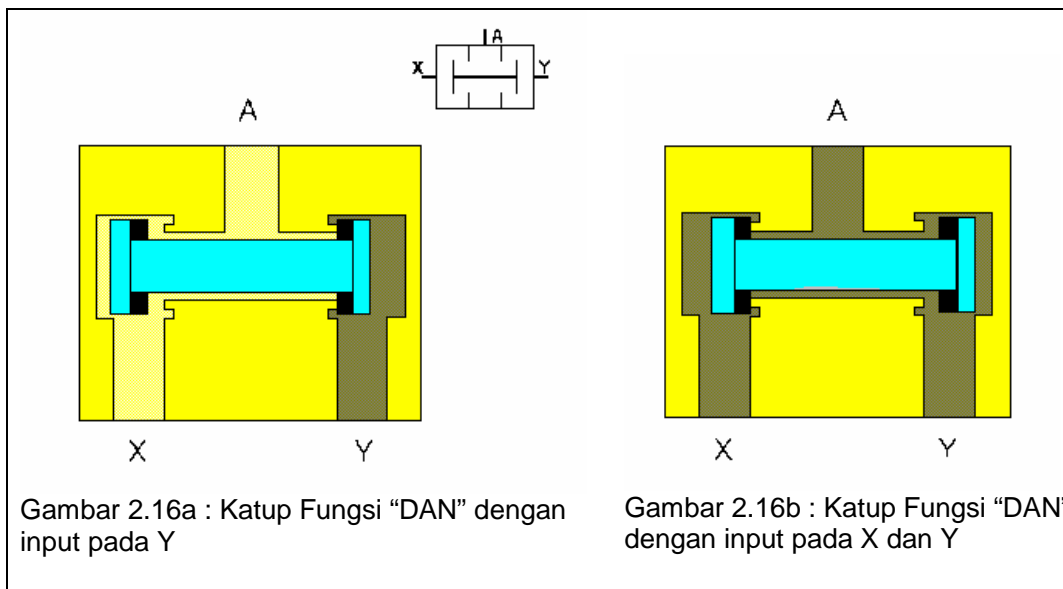 A
X Y
A
X Y
Gambar 2.16a : Katup Fungsi “DAN” dengan
input pada Y
A
X Y
Gambar 2.16b : Katup Fungsi “DAN”
dengan input pada X dan Y